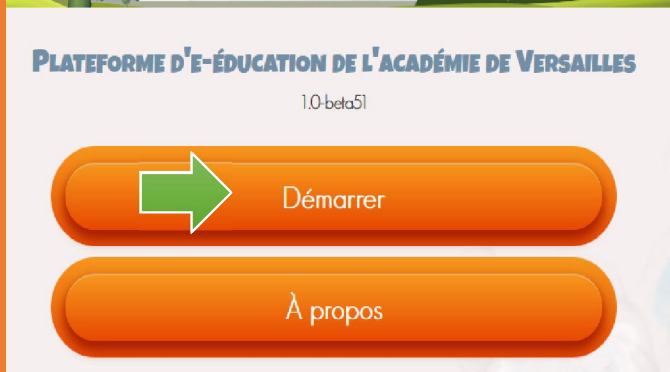 PLATEFORME D'E-ÉDUCATION DE L'ACADÉMIE DE VERSAILLES
1.0-beta51
Démarrer
À propos